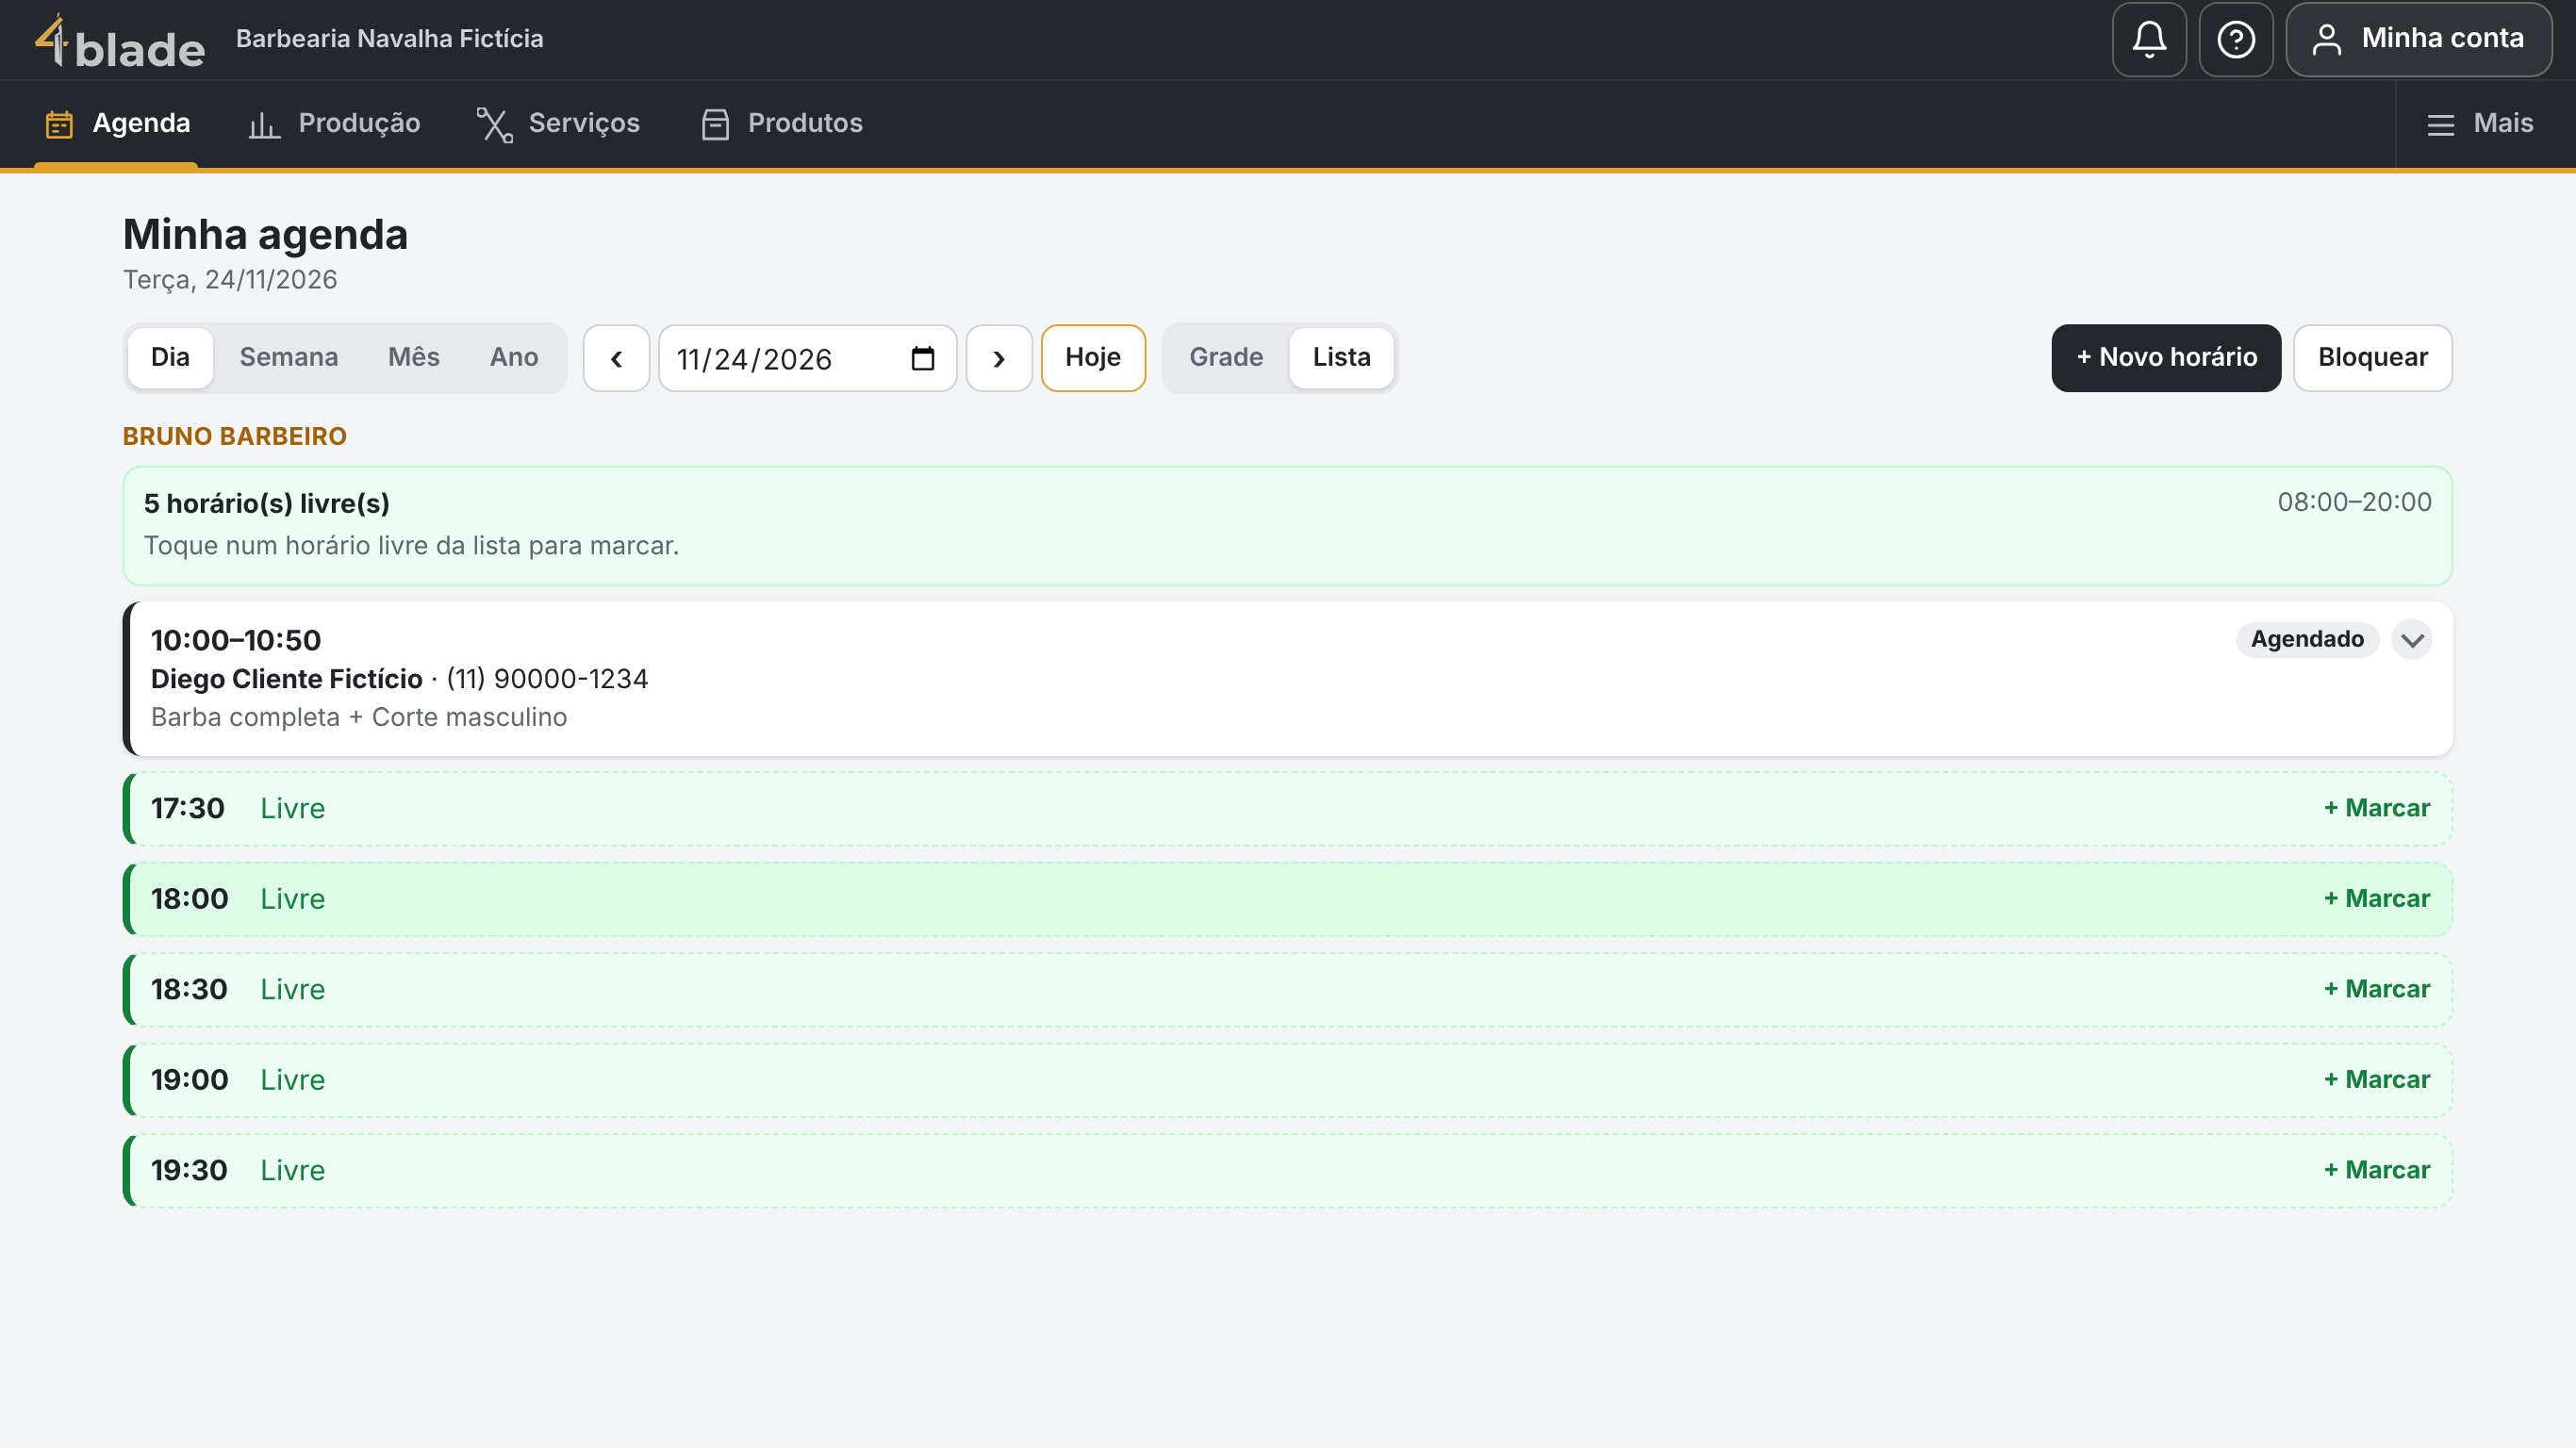 4blade
Barbearia Navalha Fictícia
Minha conta
Agenda
Produção
Serviços
Produtos
Mais
Minha agenda
Terça, 24/11/2026
Dia
Semana
Mês
Ano
‹
11/24/2026
›
Hoje
Grade
Lista
+ Novo horário
Bloquear
BRUNO BARBEIRO
5 horário(s) livre(s)
08:00–20:00
Toque num horário livre da lista para marcar.
10:00–10:50
Agendado
Diego Cliente Fictício · (11) 90000-1234
Barba completa + Corte masculino
17:30 Livre + Marcar
18:00 Livre + Marcar
18:30 Livre + Marcar
19:00 Livre + Marcar
19:30 Livre + Marcar